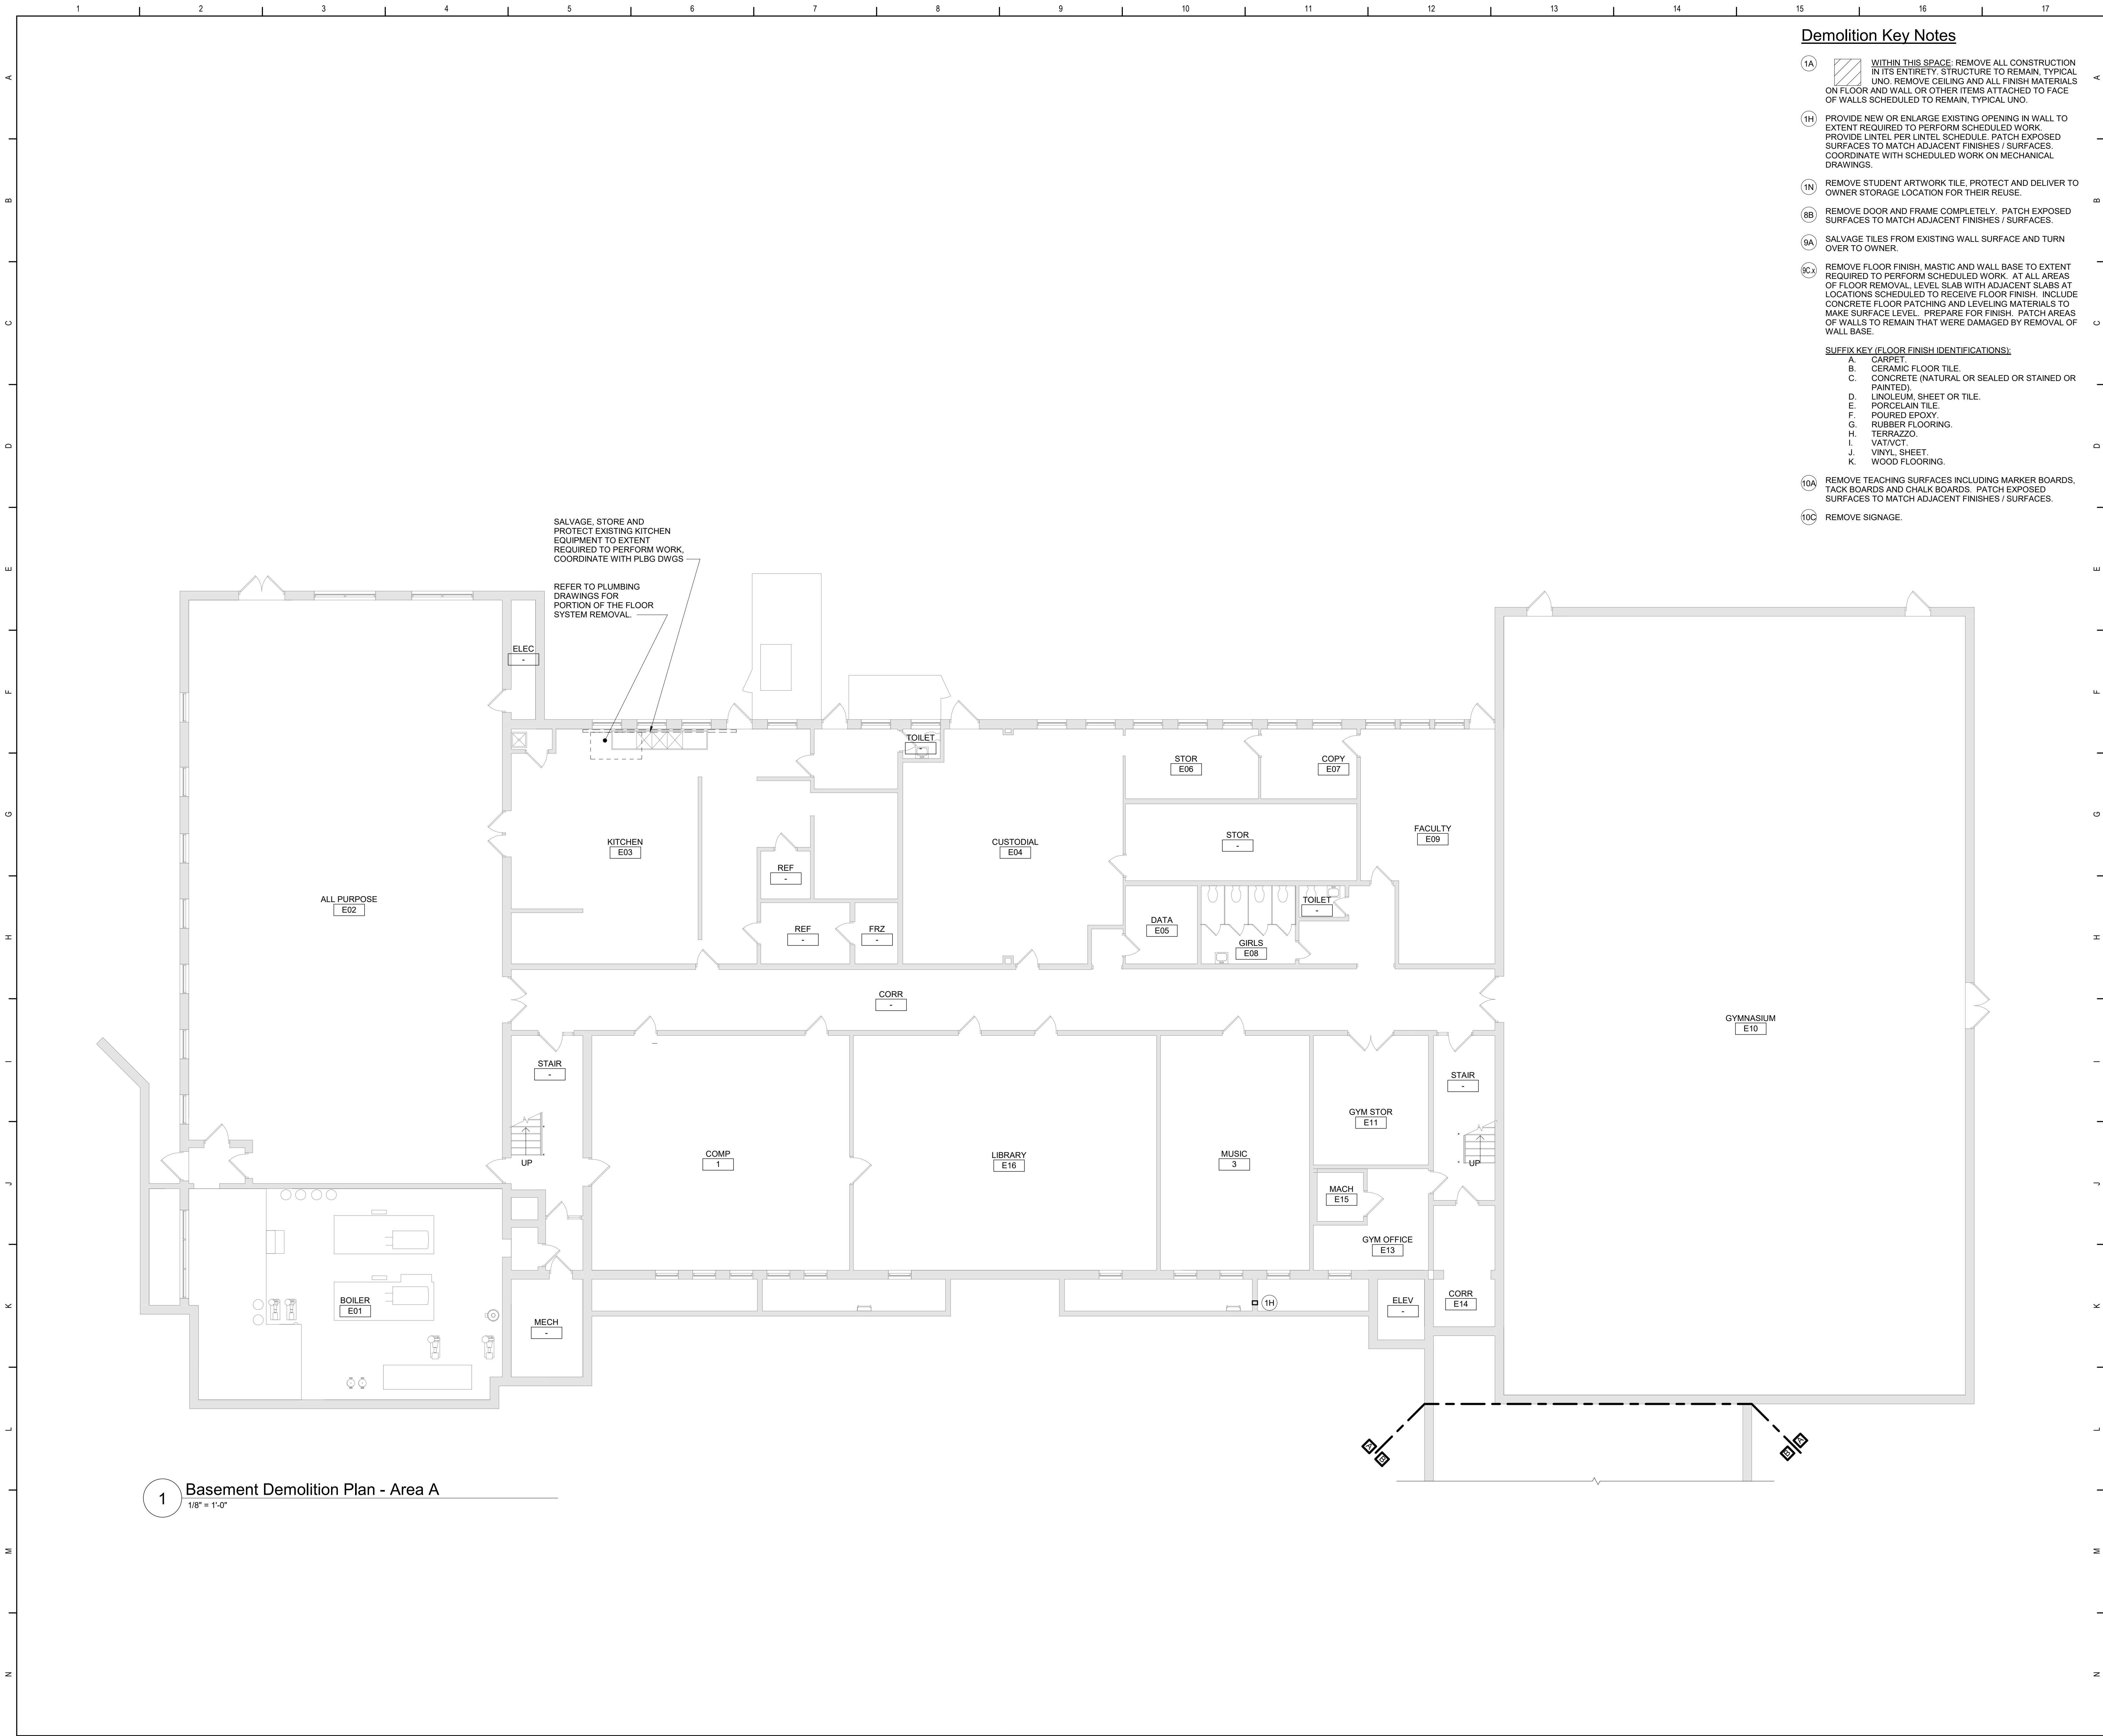 1 2 3 4 5 6 7 8 9 10 11 12 13 14 15 16 17
A A
B B
C C
D D
E E
F F
G G
H H
I I
J J
K K
L L
M M
N N
Demolition Key Notes
1A WITHIN THIS SPACE: REMOVE ALL CONSTRUCTION
IN ITS ENTIRETY. STRUCTURE TO REMAIN, TYPICAL
UNO. REMOVE CEILING AND ALL FINISH MATERIALS
ON FLOOR AND WALL OR OTHER ITEMS ATTACHED TO FACE
OF WALLS SCHEDULED TO REMAIN, TYPICAL UNO.
1H PROVIDE NEW OR ENLARGE EXISTING OPENING IN WALL TO
EXTENT REQUIRED TO PERFORM SCHEDULED WORK.
PROVIDE LINTEL PER LINTEL SCHEDULE. PATCH EXPOSED
SURFACES TO MATCH ADJACENT FINISHES / SURFACES.
COORDINATE WITH SCHEDULED WORK ON MECHANICAL
DRAWINGS.
1N REMOVE STUDENT ARTWORK TILE, PROTECT AND DELIVER TO
OWNER STORAGE LOCATION FOR THEIR REUSE.
8B REMOVE DOOR AND FRAME COMPLETELY. PATCH EXPOSED
SURFACES TO MATCH ADJACENT FINISHES / SURFACES.
9A SALVAGE TILES FROM EXISTING WALL SURFACE AND TURN
OVER TO OWNER.
9C.x REMOVE FLOOR FINISH, MASTIC AND WALL BASE TO EXTENT
REQUIRED TO PERFORM SCHEDULED WORK. AT ALL AREAS
OF FLOOR REMOVAL, LEVEL SLAB WITH ADJACENT SLABS AT
LOCATIONS SCHEDULED TO RECEIVE FLOOR FINISH. INCLUDE
CONCRETE FLOOR PATCHING AND LEVELING MATERIALS TO
MAKE SURFACE LEVEL. PREPARE FOR FINISH. PATCH AREAS
OF WALLS TO REMAIN THAT WERE DAMAGED BY REMOVAL OF
WALL BASE.
SUFFIX KEY (FLOOR FINISH IDENTIFICATIONS):
A. CARPET.
B. CERAMIC FLOOR TILE.
C. CONCRETE (NATURAL OR SEALED OR STAINED OR
PAINTED).
D. LINOLEUM, SHEET OR TILE.
E. PORCELAIN TILE.
F. POURED EPOXY.
G. RUBBER FLOORING.
H. TERRAZZO.
I. VAT/VCT.
J. VINYL, SHEET.
K. WOOD FLOORING.
10A REMOVE TEACHING SURFACES INCLUDING MARKER BOARDS,
TACK BOARDS AND CHALK BOARDS. PATCH EXPOSED
SURFACES TO MATCH ADJACENT FINISHES / SURFACES.
10C REMOVE SIGNAGE.
SALVAGE, STORE AND
PROTECT EXISTING KITCHEN
EQUIPMENT TO EXTENT
REQUIRED TO PERFORM WORK,
COORDINATE WITH PLBG DWGS
REFER TO PLUMBING
DRAWINGS FOR
PORTION OF THE FLOOR
SYSTEM REMOVAL.
ELEC
-
TOILET
-
STOR
E06
COPY
E07
KITCHEN
E03
CUSTODIAL
E04
STOR
-
FACULTY
E09
REF
-
ALL PURPOSE
E02
TOILET
-
DATA
E05
REF
-
FRZ
-
GIRLS
E08
CORR
-
GYMNASIUM
E10
STAIR
-
STAIR
-
GYM STOR
E11
COMP
1
LIBRARY
E16
MUSIC
3
UP
UP
MACH
E15
GYM OFFICE
E13
BOILER
E01
1H
ELEV
-
CORR
E14
MECH
-
A
B
A
B
1
Basement Demolition Plan - Area A
1/8" = 1'-0"